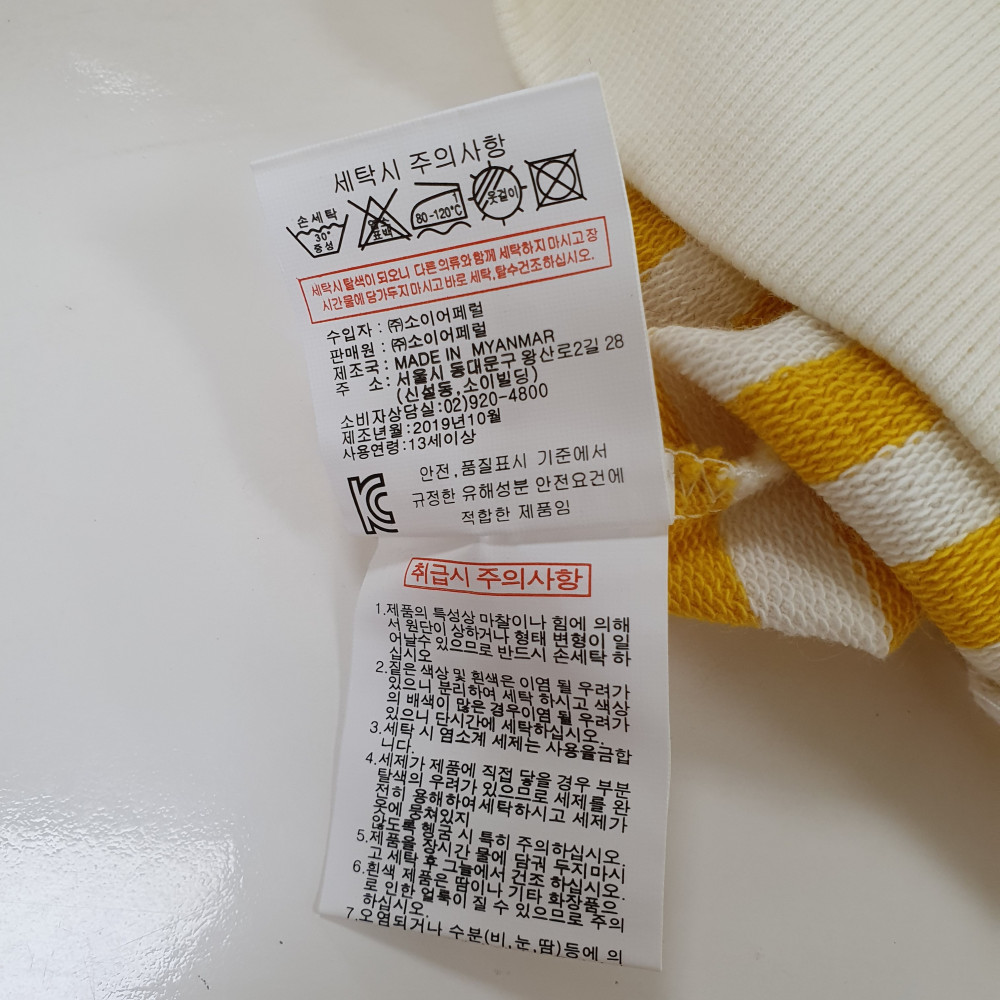 세탁시 주의사항
손세탁
30°
중성
염소
표백
1
80-120℃
옷걸이
세탁시 탈색이 되오니 다른 의류와 함께 세탁하지 마시고 장
시간 물에 담가두지 마시고 바로 세탁, 탈수건조하십시오.
수입자 : ㈜소이어페럴
판매원 : ㈜소이어페럴
제조국 : MADE IN MYANMAR
주 소 : 서울시 동대문구 왕산로2길 28
(신설동,소이빌딩)
소비자상담실:02)920-4800
제조년월:2019년10월
사용연령:13세이상
안전,품질표시 기준에서
규정한 유해성분 안전요건에
적합한 제품임
취급시 주의사항
1.제품의 특성상 마찰이나 힘에 의해
서 원단이 상하거나 형태 변형이 일
어날수 있으므로 반드시 손세탁 하
십시오
2.짙은 색상 및 흰색은 이염 될 우려가
있으니 분리하여 세탁 하시고 색상
의 배색이 많은 경우이염 될 우려가
있으니 단시간에 세탁하십시오.
3.세탁 시 염소계 세제는 사용을금합
니다.
4.세제가 제품에 직접 닿을 경우 부분
탈색의 우려가 있으므로 세제를 완
전히 용해하여세탁하시고 세제가
옷에 뭉쳐있지
않도록 헹굼 시 특히 주의하십시오.
5.제품을 장시간 물에 담궈 두지마시
고 세탁 후 그늘에서 건조 하십시오.
6.흰색 제품은 땀이나 기타 화장품으
로 인한 얼룩이 질 수 있으므로 주의
하십시오.
7.오염되거나 수분(비,눈,땀)등에 의